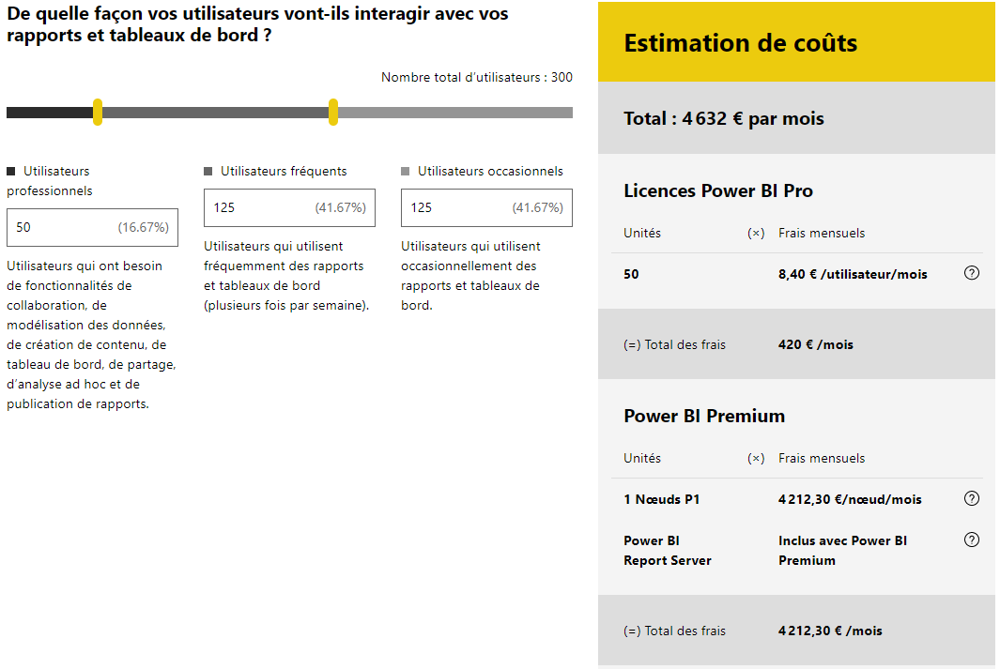 De quelle façon vos utilisateurs vont-ils interagir avec vos
rapports et tableaux de bord ?
Nombre total d’utilisateurs : 300
Utilisateurs
professionnels
50 (16.67%)
Utilisateurs qui ont besoin
de fonctionnalités de
collaboration, de
modélisation des données,
de création de contenu, de
tableau de bord, de partage,
d’analyse ad hoc et de
publication de rapports.
Utilisateurs fréquents
125 (41.67%)
Utilisateurs qui utilisent
fréquemment des rapports
et tableaux de bord
(plusieurs fois par semaine).
Utilisateurs occasionnels
125 (41.67%)
Utilisateurs qui utilisent
occasionnellement des
rapports et tableaux de
bord.
Estimation de coûts
Total : 4 632 € par mois
Licences Power BI Pro
Unités (×) Frais mensuels
50 8,40 € /utilisateur/mois ?
(=) Total des frais 420 € /mois
Power BI Premium
Unités (×) Frais mensuels
1 Nœuds P1 4 212,30 €/nœud/mois ?
Power BI Inclus avec Power BI ?
Report Server Premium
(=) Total des frais 4 212,30 € /mois